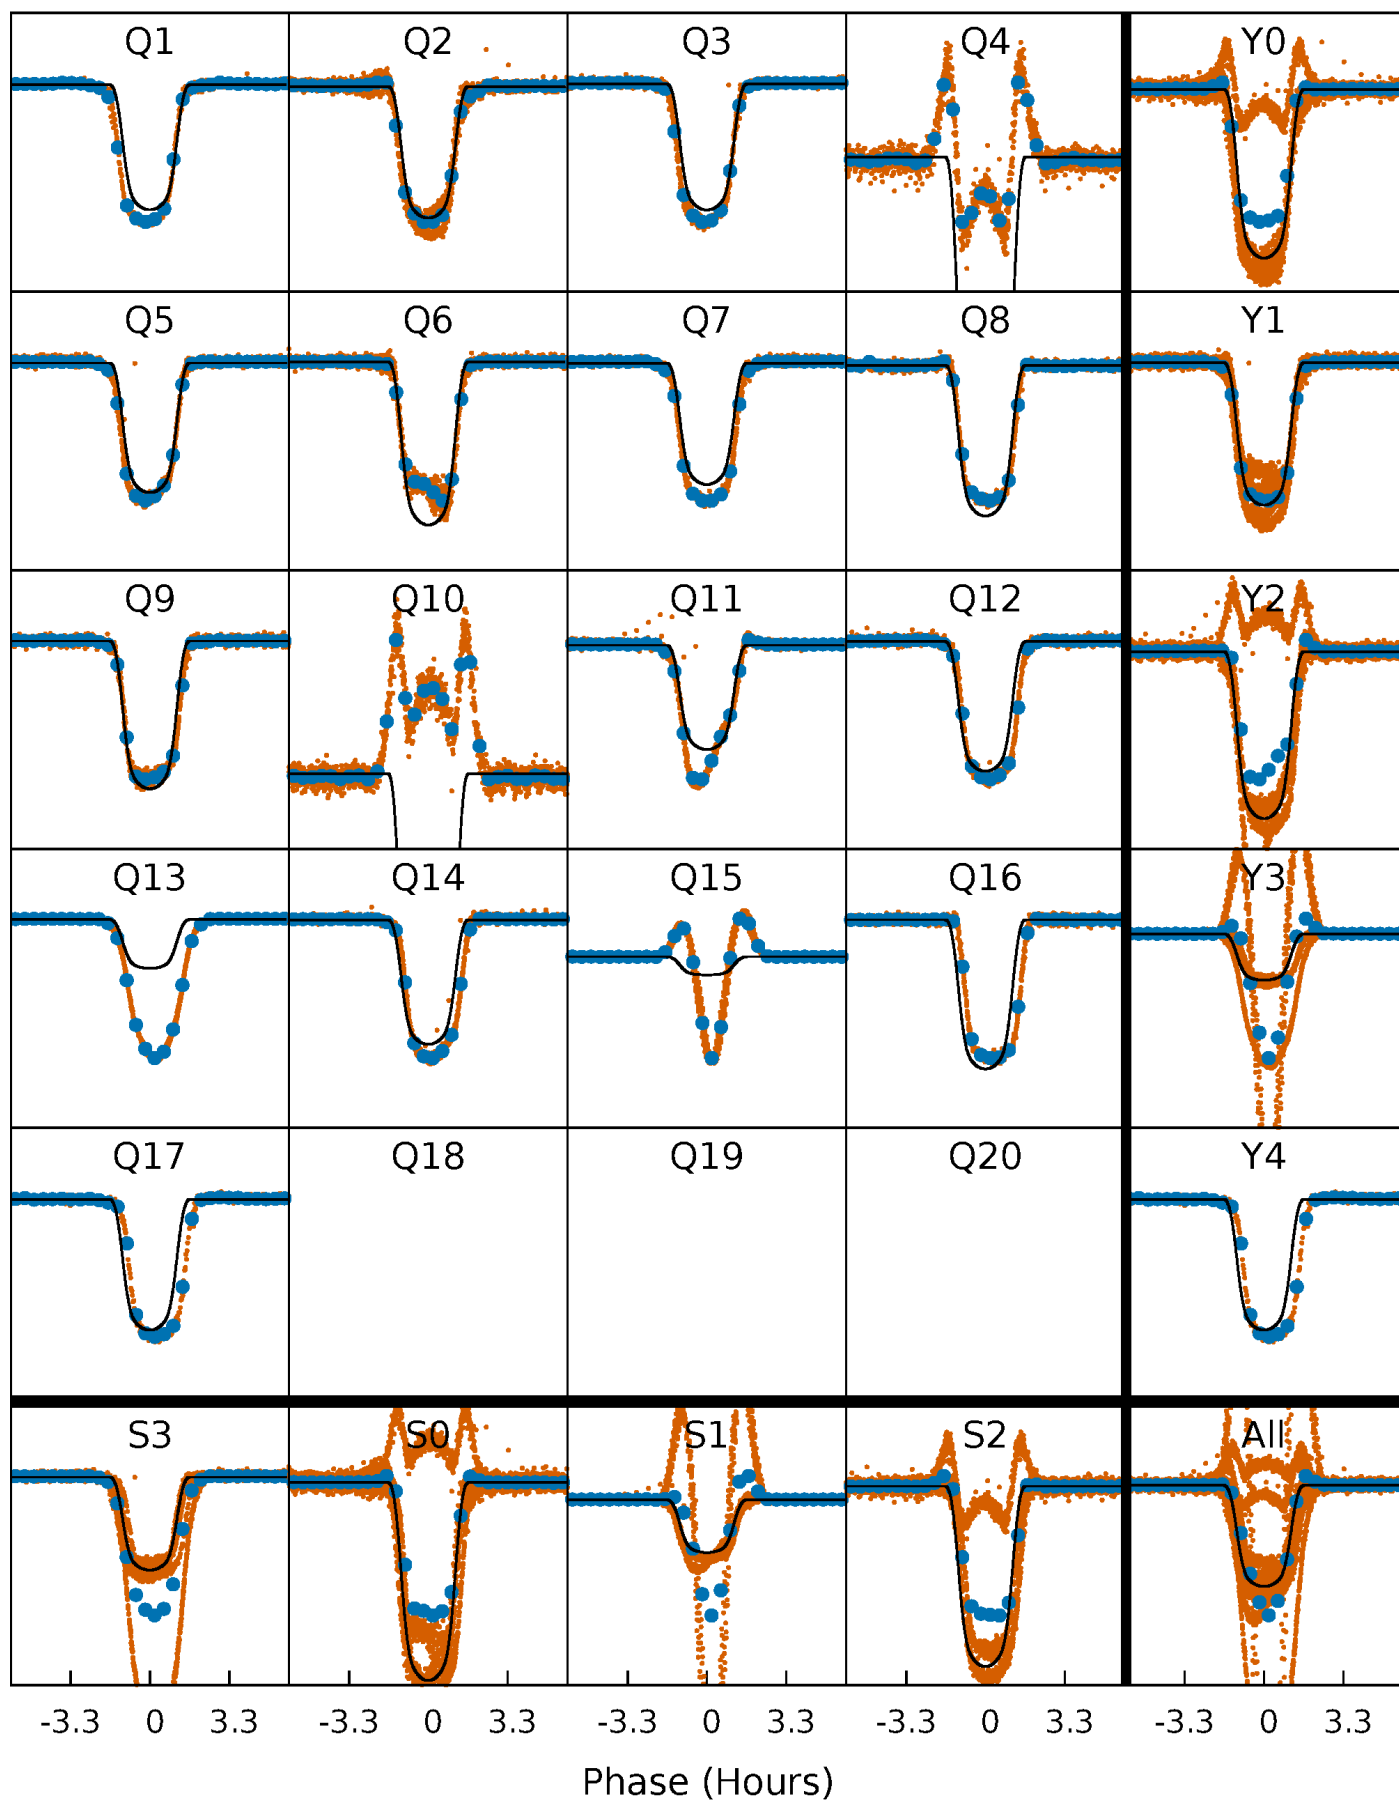 Q1 Q2 Q3 Q4 Y0
Q5 Q6 Q7 Q8 Y1
Q9 Q10 Q11 Q12 Y2
Q13 Q14 Q15 Q16 Y3
Q17 Q18 Q19 Q20 Y4
S3 S0 S1 S2 All
-3.3 0 3.3 -3.3 0 3.3 -3.3 0 3.3 -3.3 0 3.3 -3.3 0 3.3
Phase (Hours)